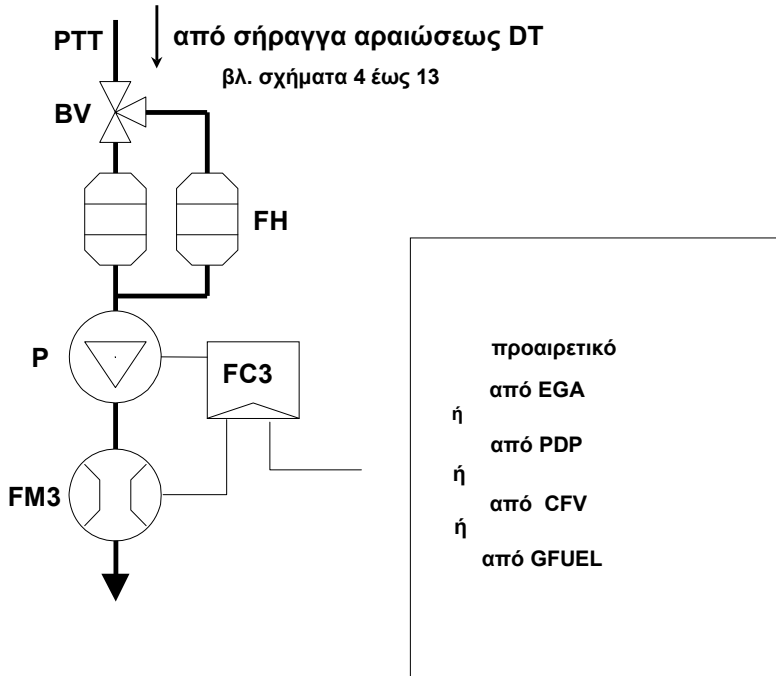 PTT
από σήραγγα αραιώσεως DT
βλ. σχήματα 4 έως 13
BV
FH
P
FC3
FM3
προαιρετικό
από EGA
ή
από PDP
ή
από CFV
ή
από GFUEL